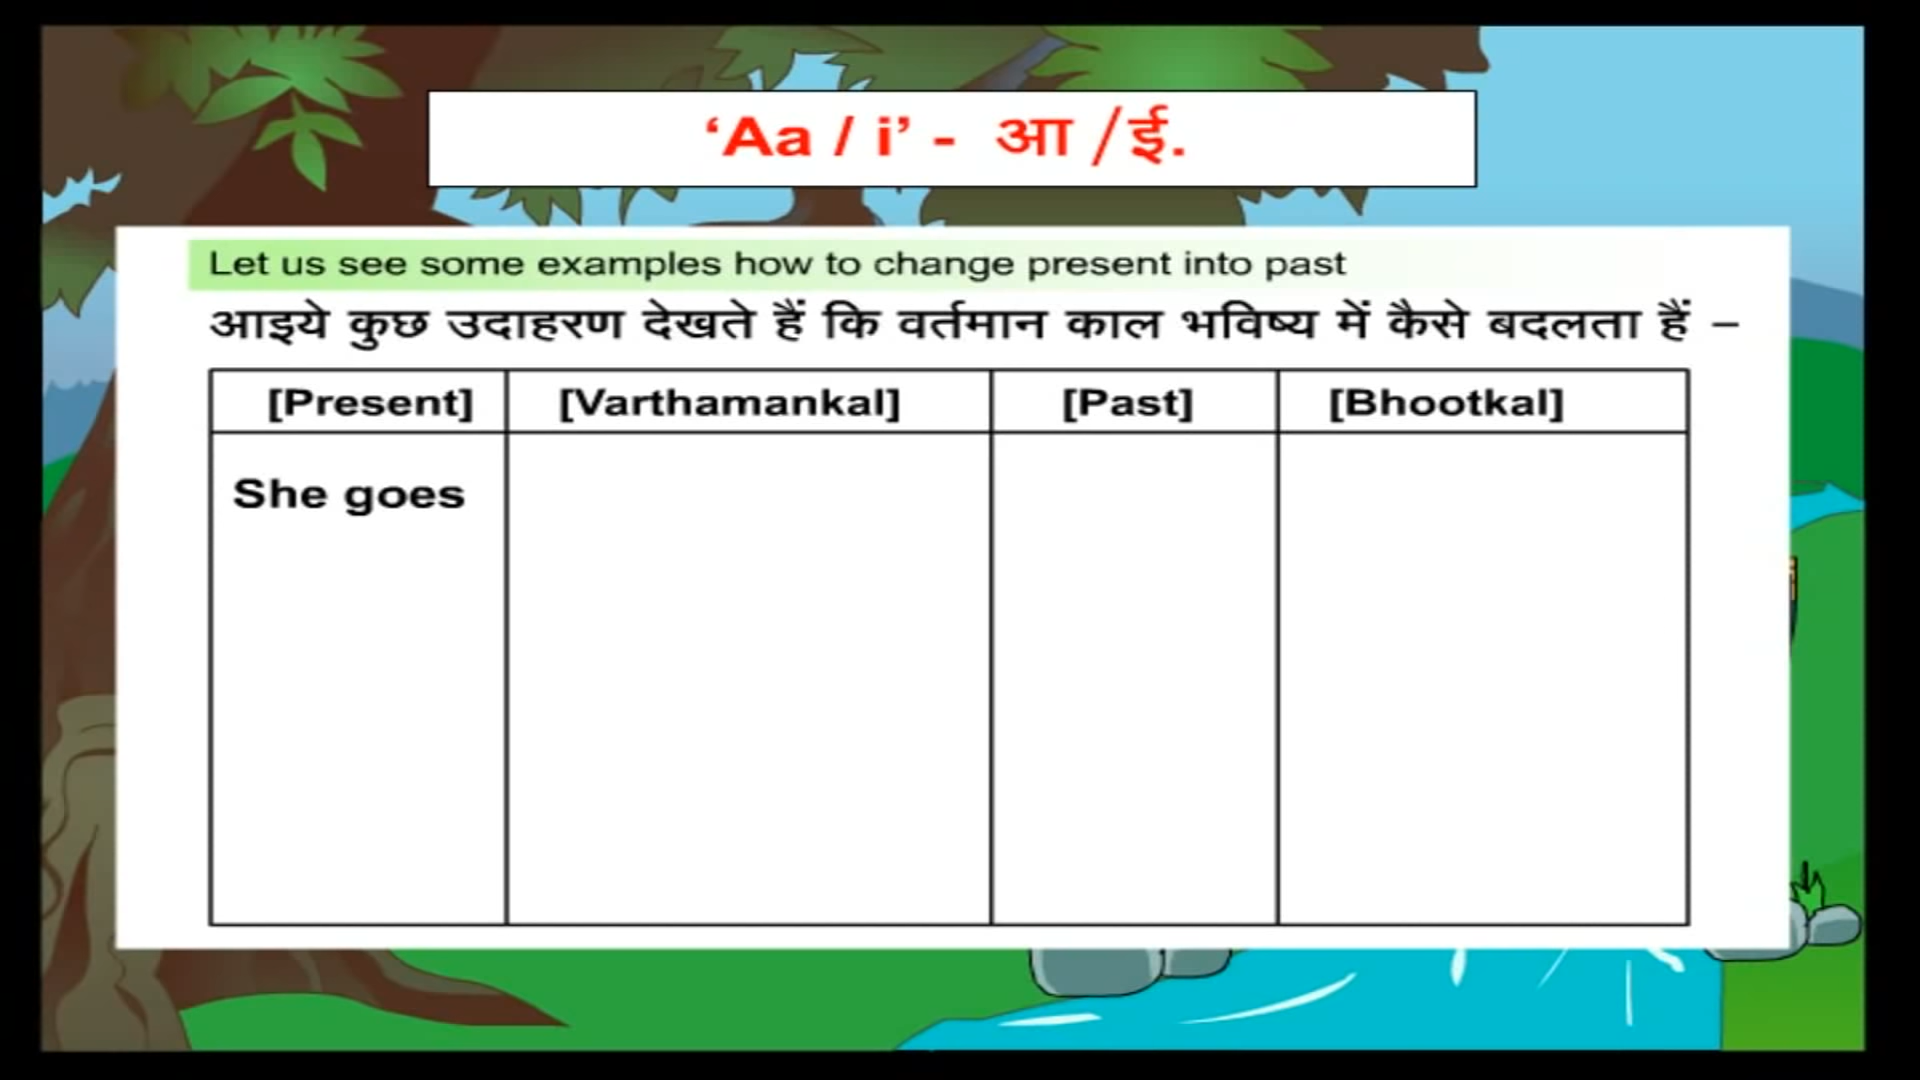 ‘Aa / i’ - आ /ई.
Let us see some examples how to change present into past
आइये कुछ उदाहरण देखते हैं कि वर्तमान काल भविष्य में कैसे बदलता हैं –
[Present] [Varthamankal] [Past] [Bhootkal]
She goes